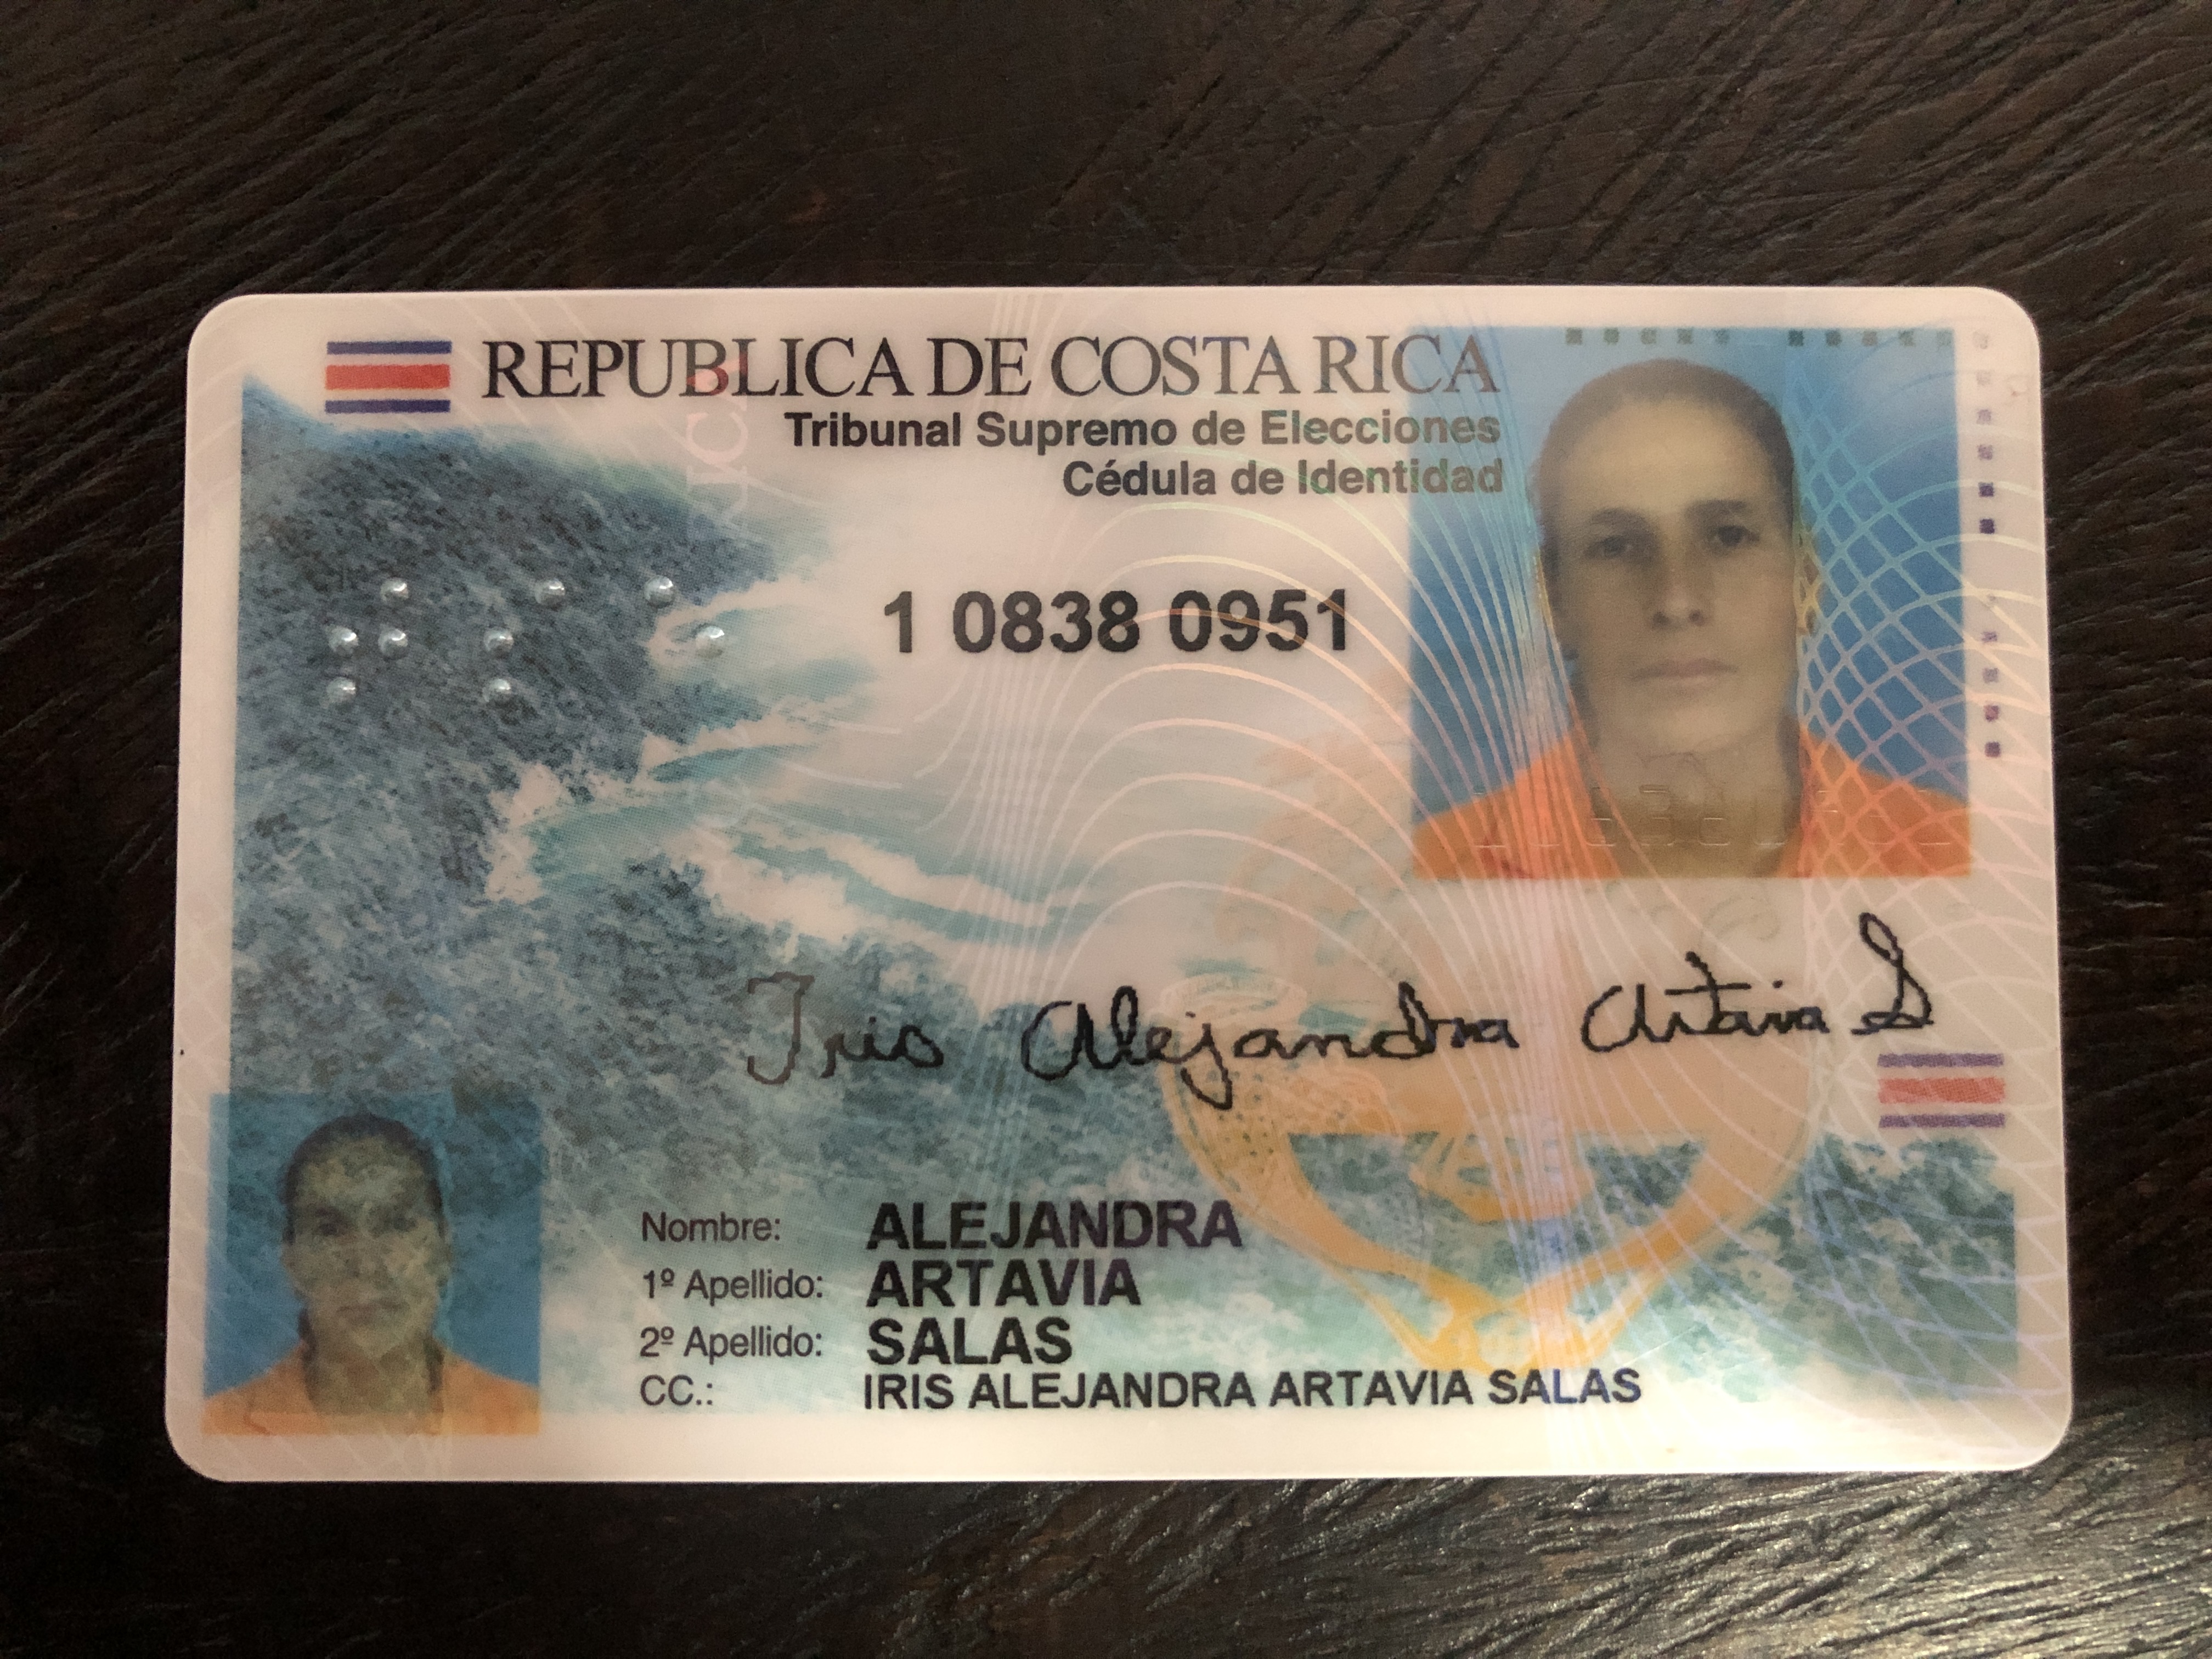 REPUBLICA DE COSTA RICA
Tribunal Supremo de Elecciones
Cédula de Identidad
1 0838 0951
Iris Alejandra Artavia S
Nombre: ALEJANDRA
1º Apellido: ARTAVIA
2º Apellido: SALAS
CC.: IRIS ALEJANDRA ARTAVIA SALAS